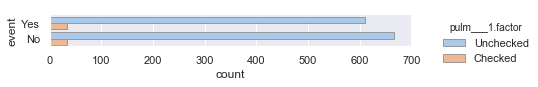 pulm___1.factor
event
Yes
No
Unchecked
Checked
0 100 200 300 400 500 600 700
count